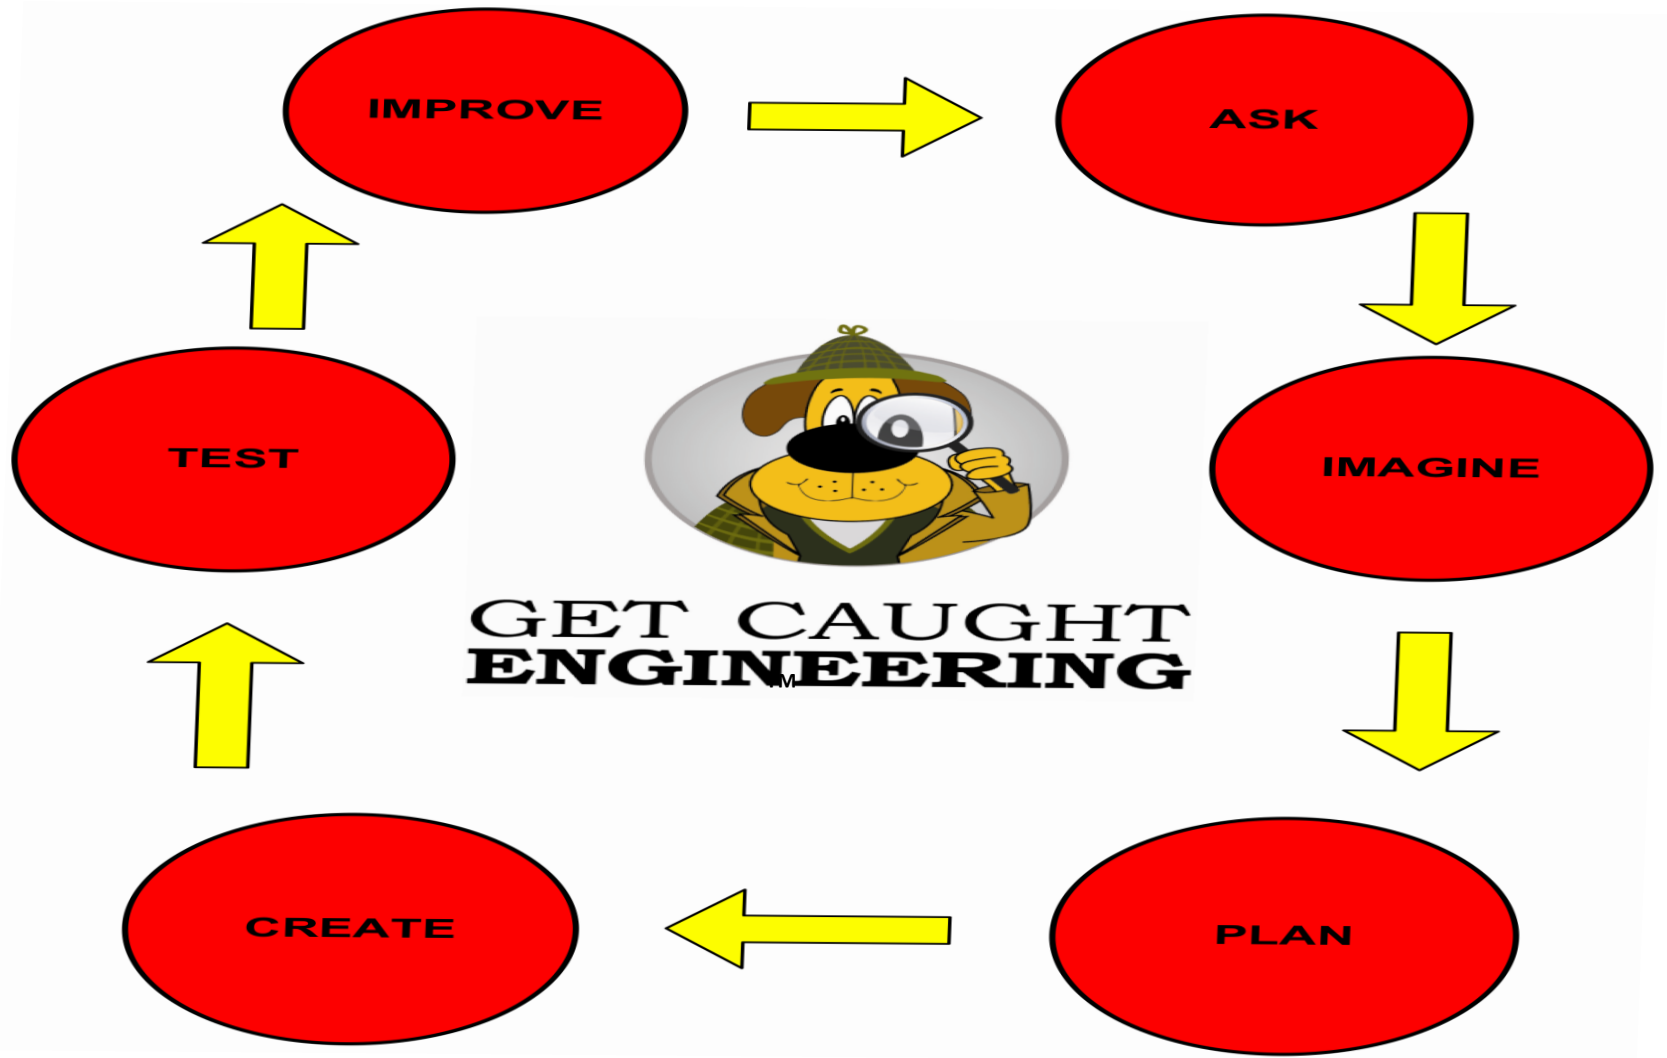 IMPROVE
ASK
TEST
IMAGINE
GET CAUGHT
ENGINEERING
TM
CREATE
PLAN